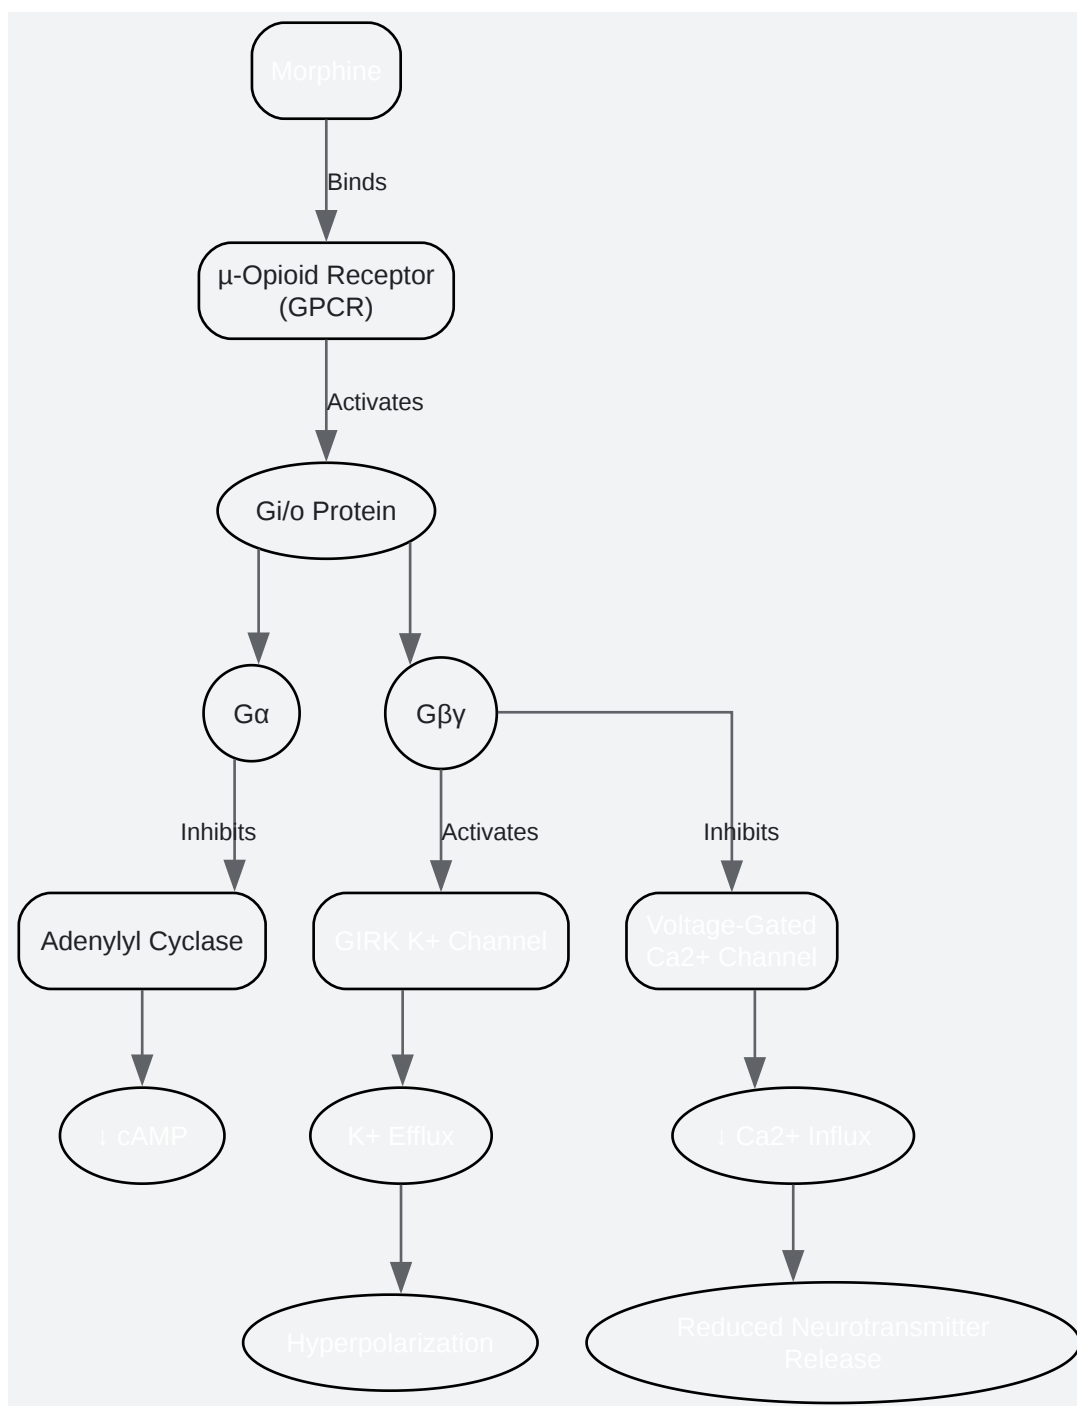 Morphine
Binds
µ-Opioid Receptor
(GPCR)
Activates
Gi/o Protein
Gα
Gβγ
Inhibits
Activates
Inhibits
Adenylyl Cyclase
GIRK K+ Channel
Voltage-Gated
Ca2+ Channel
↓ cAMP
K+ Efflux
↓ Ca2+ Influx
Hyperpolarization
Reduced Neurotransmitter
Release